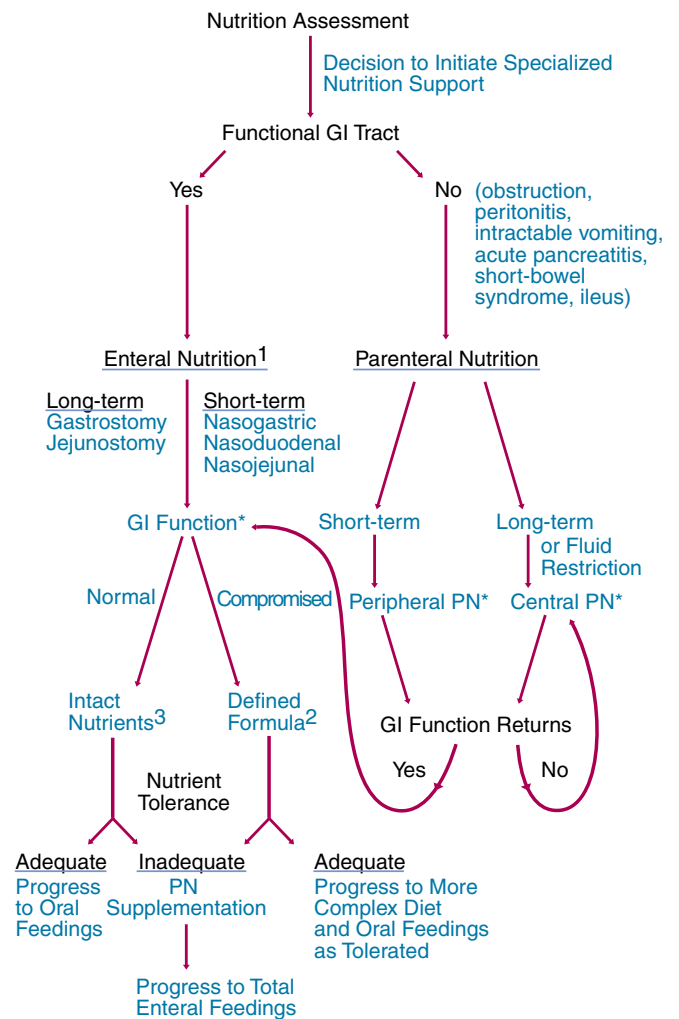 Nutrition Assessment
Decision to Initiate Specialized
Nutrition Support
Functional GI Tract
Yes
No (obstruction,
peritonitis,
intractable vomiting,
acute pancreatitis,
short-bowel
syndrome, ileus)
Enteral Nutrition1
Parenteral Nutrition
Long-term
Gastrostomy
Jejunostomy
Short-term
Nasogastric
Nasoduodenal
Nasojejunal
GI Function*
Short-term
Long-term
or Fluid
Restriction
Normal
Compromised
Peripheral PN*
Central PN*
Intact
Nutrients3
Defined
Formula2
GI Function Returns
Yes
No
Nutrient
Tolerance
Adequate
Progress
to Oral
Feedings
Inadequate
PN
Supplementation
Adequate
Progress to More
Complex Diet
and Oral Feedings
as Tolerated
Progress to Total
Enteral Feedings